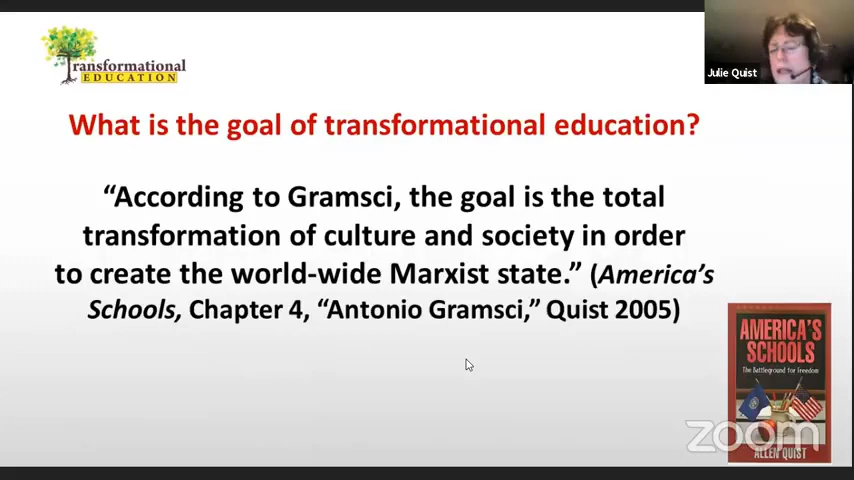 Transformational
EDUCATION
Julie Quist
What is the goal of transformational education?
“According to Gramsci, the goal is the total
transformation of culture and society in order
to create the world-wide Marxist state.” (America’s
Schools, Chapter 4, “Antonio Gramsci,” Quist 2005)
AMERICA'S
SCHOOLS
The Battleground for Freedom
zoom
ALLEN QUIST